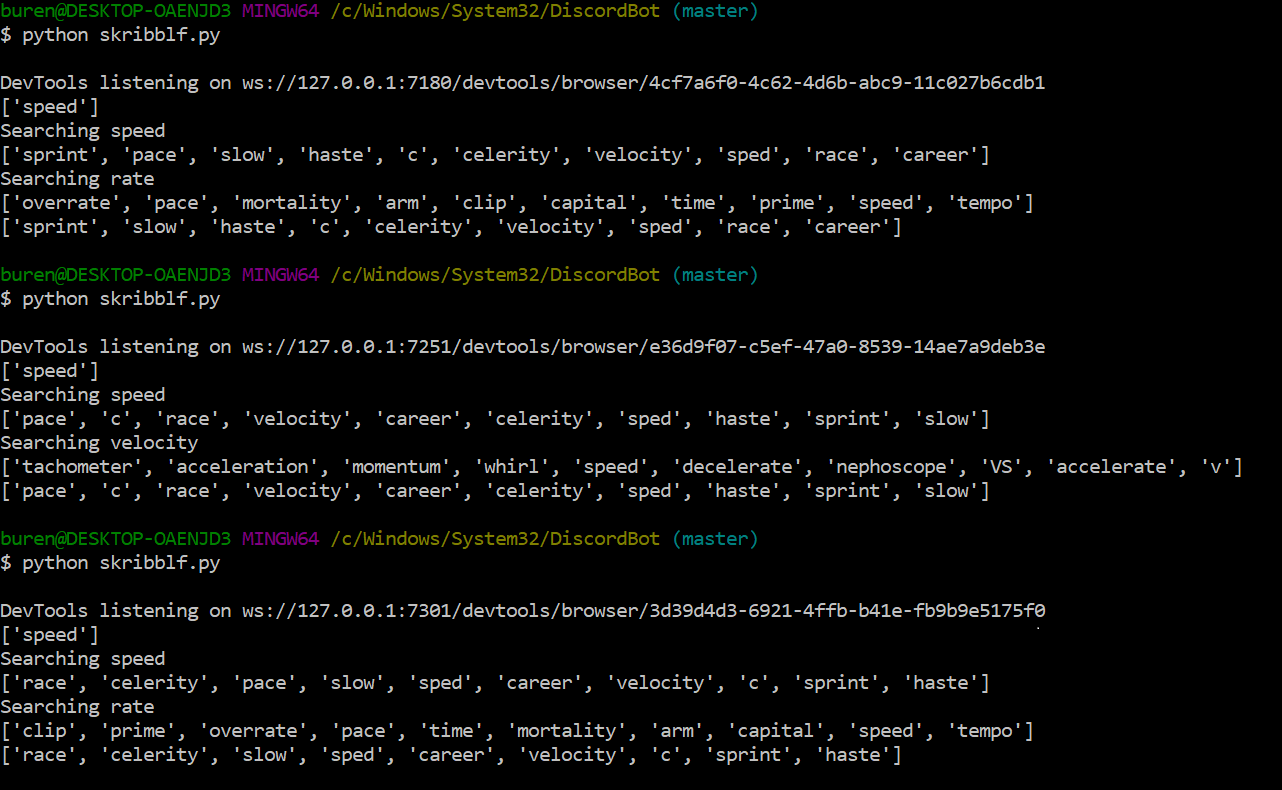 buren@DESKTOP-OAENJD3 MINGW64 /c/Windows/System32/DiscordBot (master)
$ python skribblf.py
DevTools listening on ws://127.0.0.1:7180/devtools/browser/4cf7a6f0-4c62-4d6b-abc9-11c027b6cdb1
['speed']
Searching speed
['sprint', 'pace', 'slow', 'haste', 'c', 'celerity', 'velocity', 'sped', 'race', 'career']
Searching rate
['overrate', 'pace', 'mortality', 'arm', 'clip', 'capital', 'time', 'prime', 'speed', 'tempo']
['sprint', 'slow', 'haste', 'c', 'celerity', 'velocity', 'sped', 'race', 'career']
buren@DESKTOP-OAENJD3 MINGW64 /c/Windows/System32/DiscordBot (master)
$ python skribblf.py
DevTools listening on ws://127.0.0.1:7251/devtools/browser/e36d9f07-c5ef-47a0-8539-14ae7a9deb3e
['speed']
Searching speed
['pace', 'c', 'race', 'velocity', 'career', 'celerity', 'sped', 'haste', 'sprint', 'slow']
Searching velocity
['tachometer', 'acceleration', 'momentum', 'whirl', 'speed', 'decelerate', 'nephoscope', 'VS', 'accelerate', 'v']
['pace', 'c', 'race', 'velocity', 'career', 'celerity', 'sped', 'haste', 'sprint', 'slow']
buren@DESKTOP-OAENJD3 MINGW64 /c/Windows/System32/DiscordBot (master)
$ python skribblf.py
DevTools listening on ws://127.0.0.1:7301/devtools/browser/3d39d4d3-6921-4ffb-b41e-fb9b9e5175f0
['speed']
Searching speed
['race', 'celerity', 'pace', 'slow', 'sped', 'career', 'velocity', 'c', 'sprint', 'haste']
Searching rate
['clip', 'prime', 'overrate', 'pace', 'time', 'mortality', 'arm', 'capital', 'speed', 'tempo']
['race', 'celerity', 'slow', 'sped', 'career', 'velocity', 'c', 'sprint', 'haste']